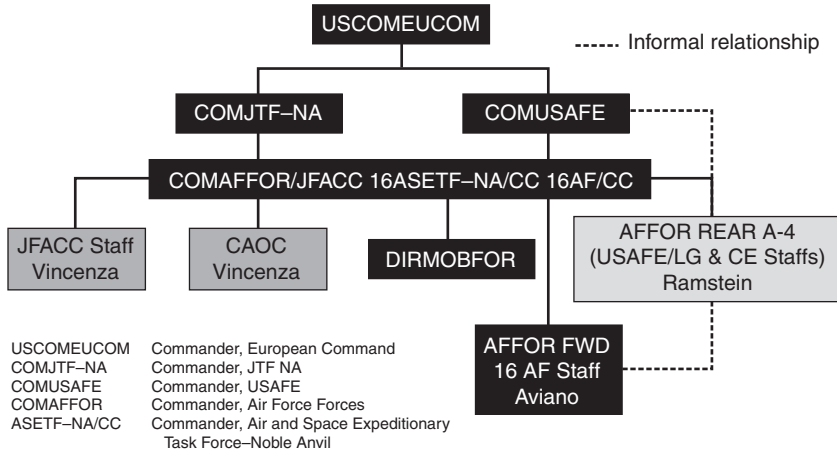 USCOMEUCOM
Informal relationship
COMJTF–NA
COMUSAFE
COMAFFOR/JFACC 16ASETF–NA/CC 16AF/CC
JFACC Staff
Vincenza
CAOC
Vincenza
DIRMOBFOR
AFFOR REAR A-4
(USAFE/LG & CE Staffs)
Ramstein
AFFOR FWD
16 AF Staff
Aviano
USCOMEUCOM Commander, European Command
COMJTF–NA Commander, JTF NA
COMUSAFE Commander, USAFE
COMAFFOR Commander, Air Force Forces
ASETF–NA/CC Commander, Air and Space Expeditionary
Task Force–Noble Anvil